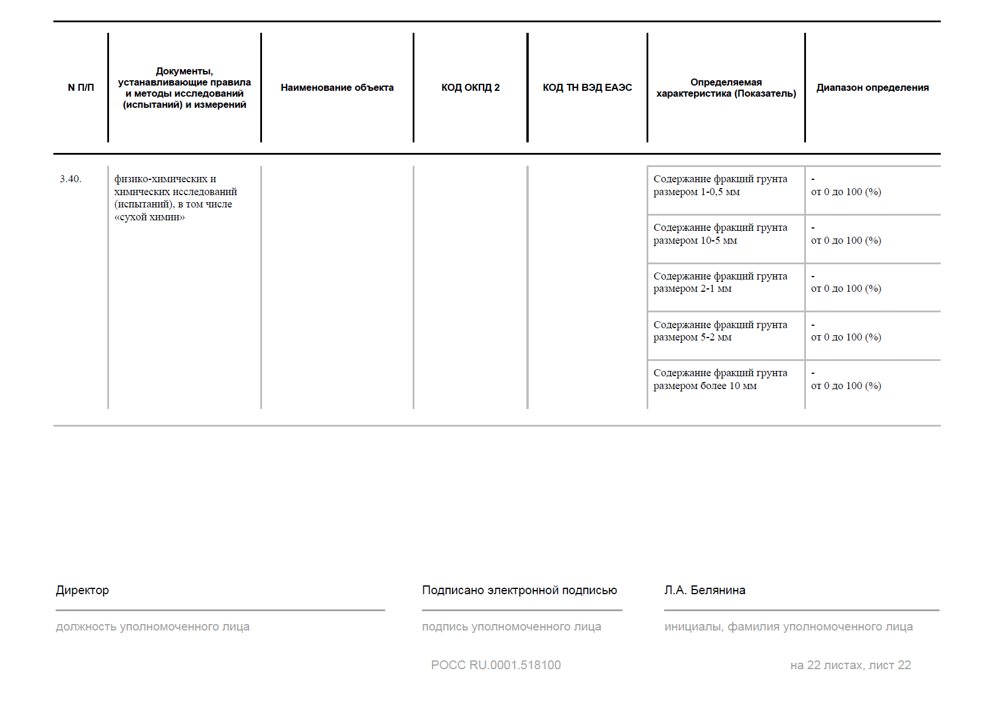 N П/П
Документы,
устанавливающие правила
и методы исследований
(испытаний) и измерений
Наименование объекта
КОД ОКПД 2
КОД ТН ВЭД ЕАЭС
Определяемая
характеристика (Показатель)
Диапазон определения
3.40.
физико-химических и
химических исследований
(испытаний), в том числе
«сухой химии»
Содержание фракций грунта
размером 1-0,5 мм
-
от 0 до 100 (%)
Содержание фракций грунта
размером 10-5 мм
-
от 0 до 100 (%)
Содержание фракций грунта
размером 2-1 мм
-
от 0 до 100 (%)
Содержание фракций грунта
размером 5-2 мм
-
от 0 до 100 (%)
Содержание фракций грунта
размером более 10 мм
-
от 0 до 100 (%)
Директор
Подписано электронной подписью
Л.А. Белянина
должность уполномоченного лица
подпись уполномоченного лица
инициалы, фамилия уполномоченного лица
РОСС RU.0001.518100
на 22 листах, лист 22